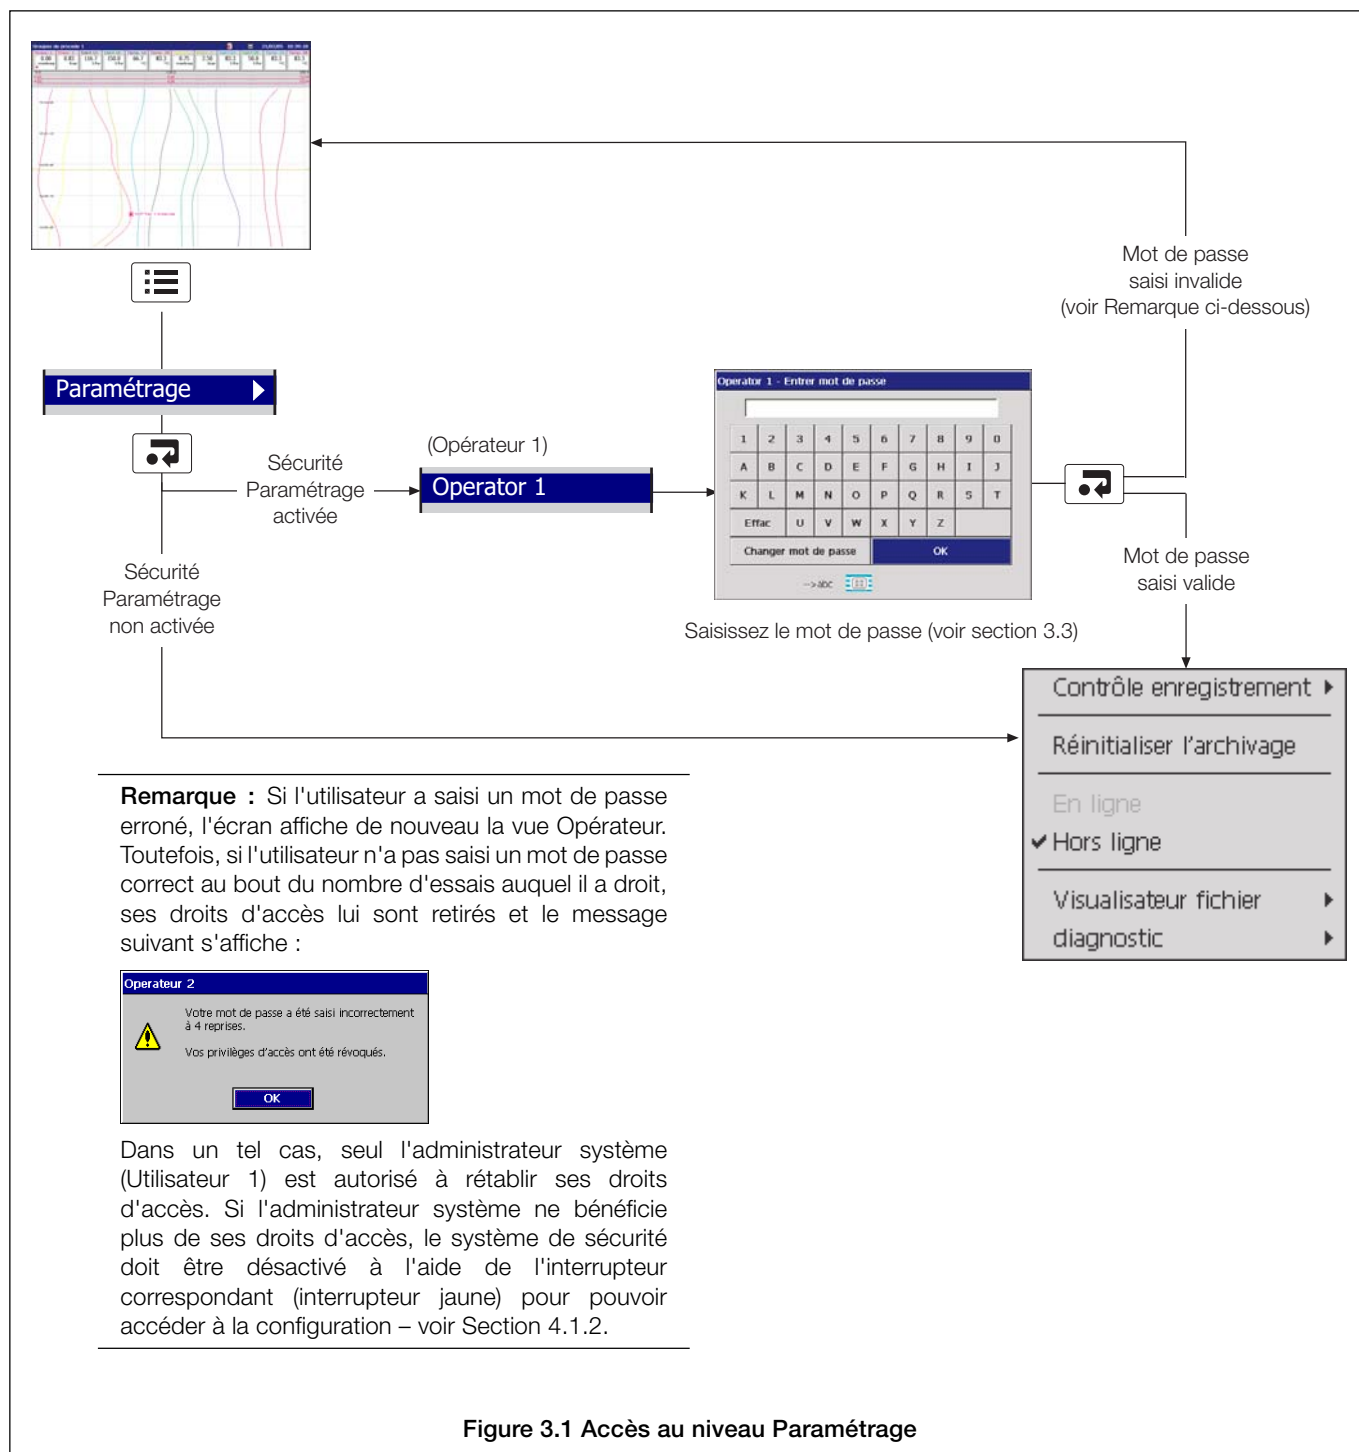 Mot de passe
saisi invalide
(voir Remarque ci-dessous)
Paramétrage
(Opérateur 1)
Sécurité
Paramétrage
activée
Operator 1
Operator 1 - Entrer mot de passe
1 2 3 4 5 6 7 8 9 0
A B C D E F G H I J
K L M N O P Q R S T
Effac U V W X Y Z
Changer mot de passe OK
-->abc
Saisissez le mot de passe (voir section 3.3)
Mot de passe
saisi valide
Sécurité
Paramétrage
non activée
Contrôle enregistrement
Réinitialiser l'archivage
En ligne
Hors ligne
Visualisateur fichier
diagnostic
Remarque : Si l'utilisateur a saisi un mot de passe
erroné, l'écran affiche de nouveau la vue Opérateur.
Toutefois, si l'utilisateur n'a pas saisi un mot de passe
correct au bout du nombre d'essais auquel il a droit,
ses droits d'accès lui sont retirés et le message
suivant s'affiche :
Operateur 2
Votre mot de passe a été saisi incorrectement
à 4 reprises.
Vos privilèges d'accès ont été révoqués.
OK
Dans un tel cas, seul l'administrateur système
(Utilisateur 1) est autorisé à rétablir ses droits
d'accès. Si l'administrateur système ne bénéficie
plus de ses droits d'accès, le système de sécurité
doit être désactivé à l'aide de l'interrupteur
correspondant (interrupteur jaune) pour pouvoir
accéder à la configuration – voir Section 4.1.2.
Figure 3.1 Accès au niveau Paramétrage